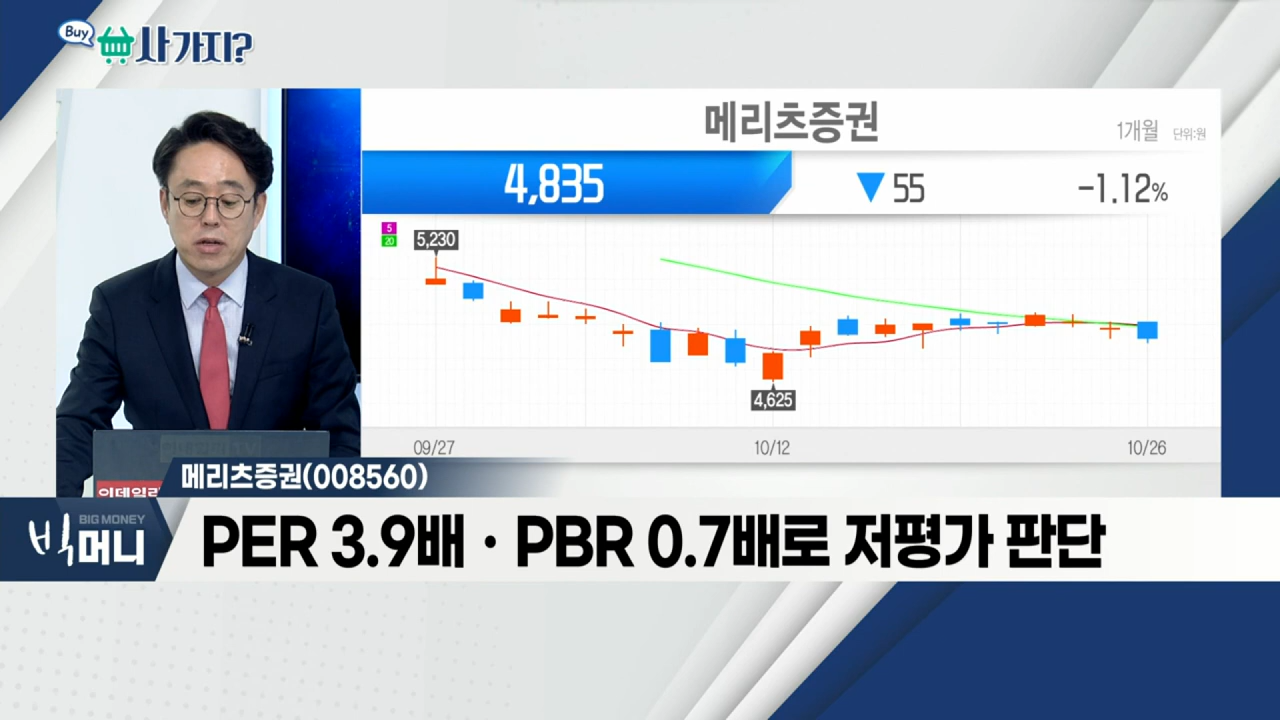 Buy
사가지?
메리츠증권
1개월 단위:원
4,835 ▼ 55 -1.12%
5
20
5,230
4,625
09/27 10/12 10/26
메리츠증권(008560)
BIG MONEY
빅머니
PER 3.9배 · PBR 0.7배로 저평가 판단